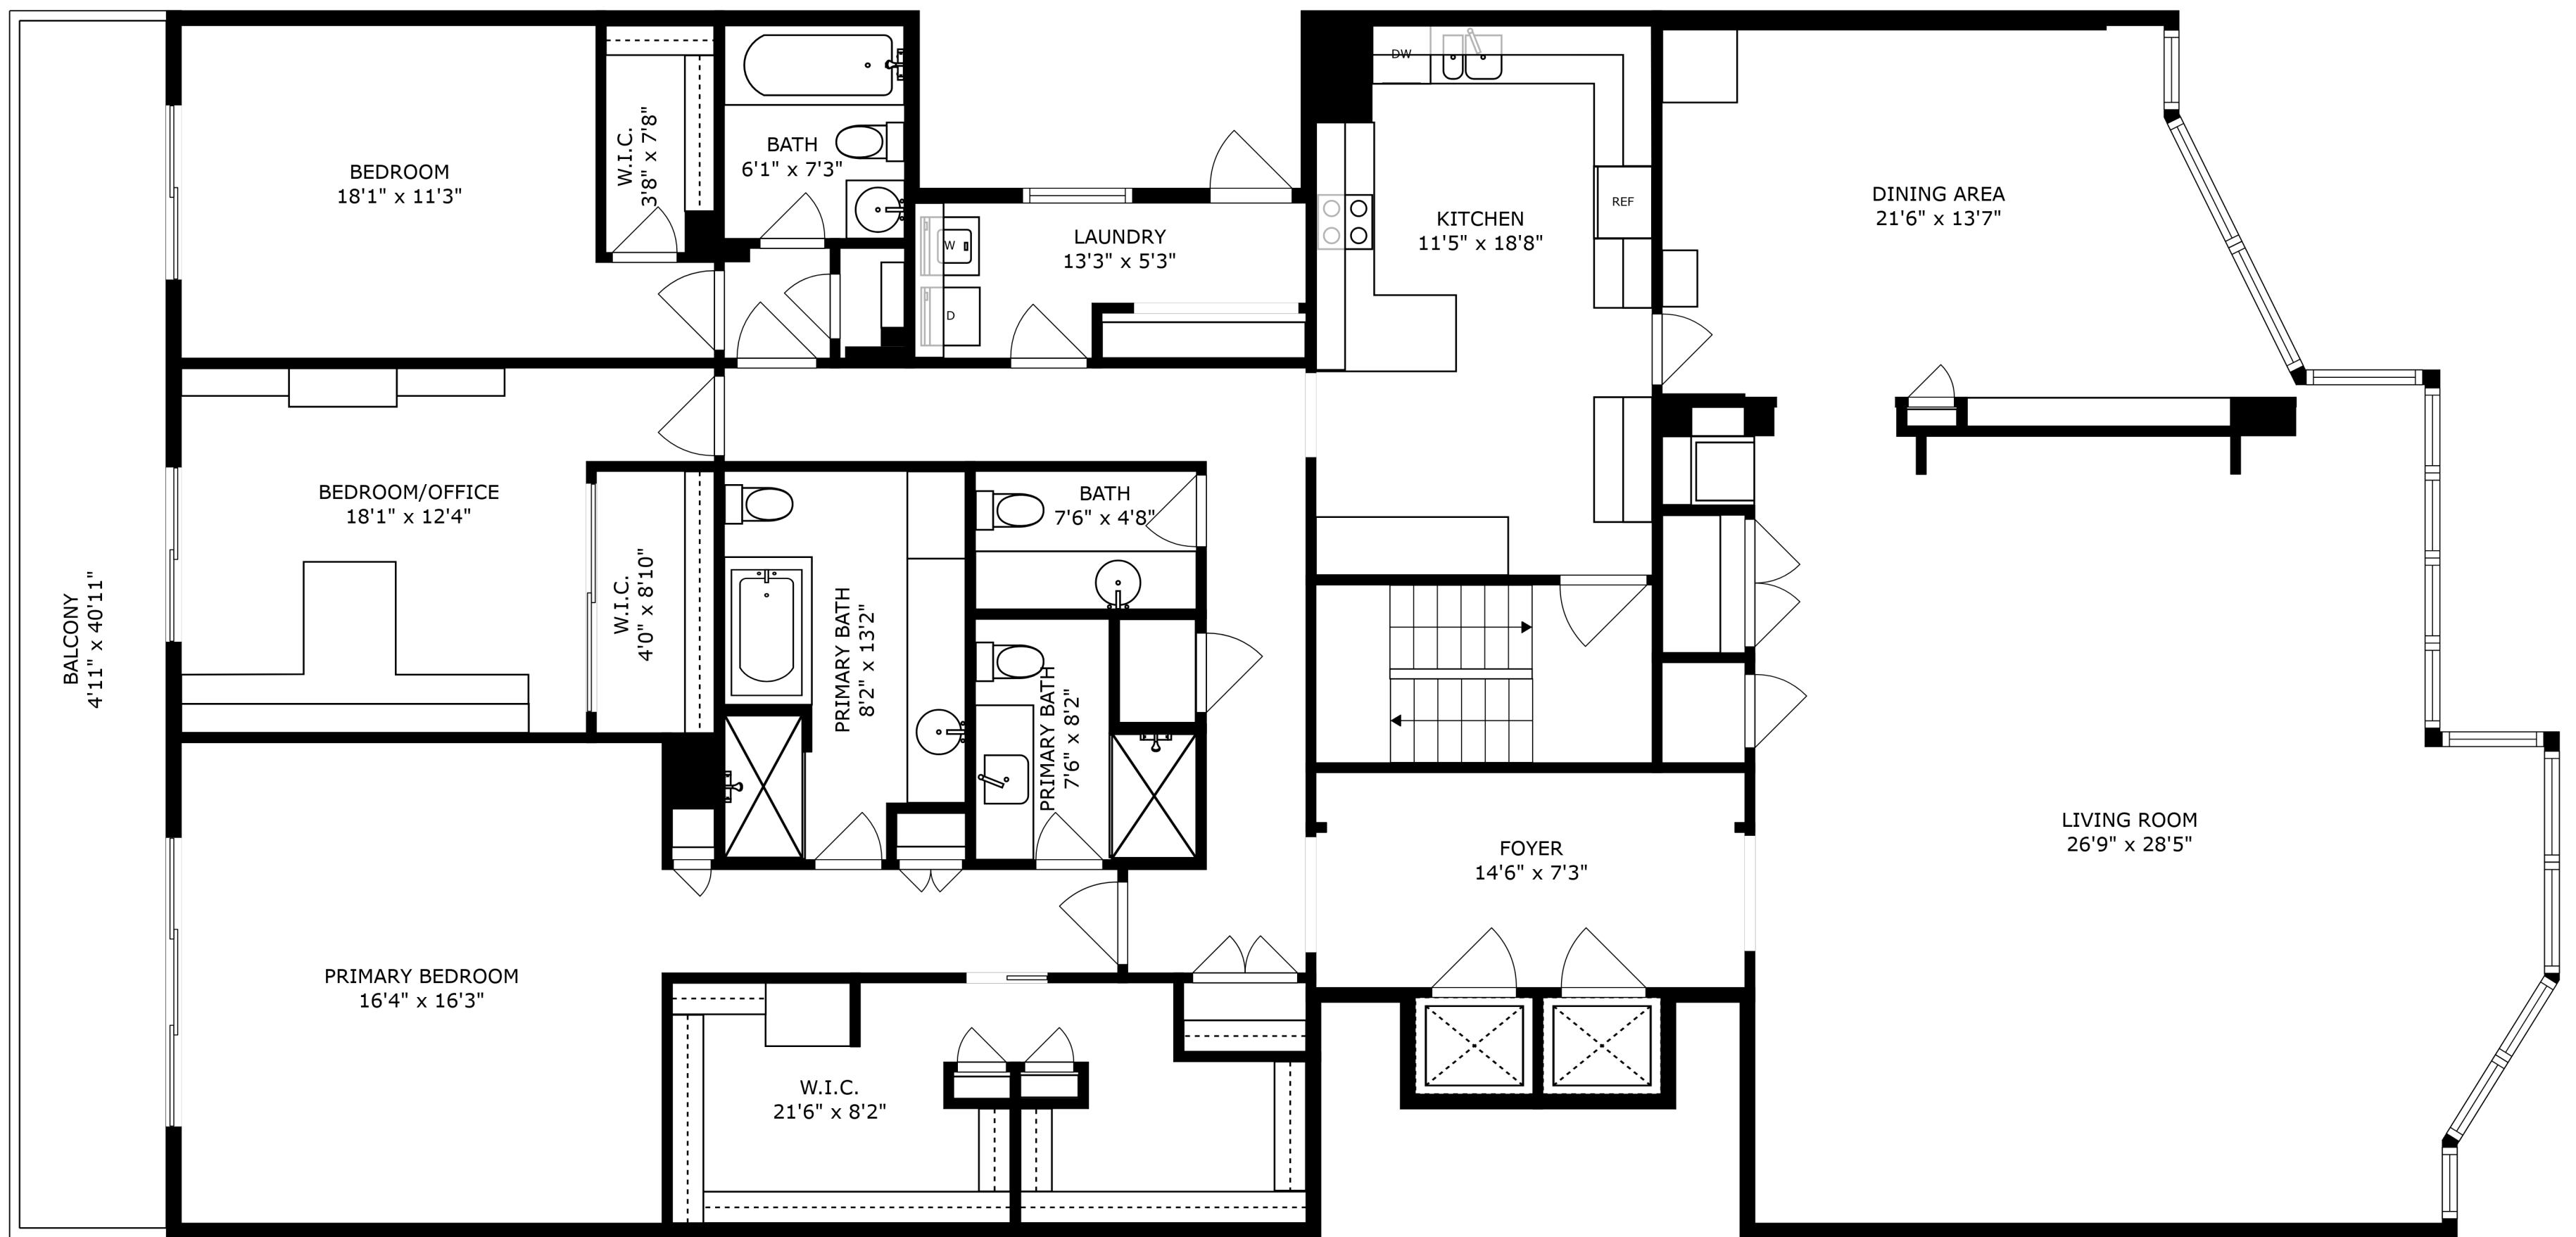 BEDROOM
18'1" x 11'3"
W.I.C.
3'8" x 7'8"
BATH
6'1" x 7'3"
W
D
LAUNDRY
13'3" x 5'3"
DW
KITCHEN
11'5" x 18'8"
REF
DINING AREA
21'6" x 13'7"
BALCONY
4'11" x 40'11"
BEDROOM/OFFICE
18'1" x 12'4"
W.I.C.
4'0" x 8'10"
PRIMARY BATH
8'2" x 13'2"
BATH
7'6" x 4'8"
PRIMARY BATH
7'6" x 8'2"
FOYER
14'6" x 7'3"
LIVING ROOM
26'9" x 28'5"
PRIMARY BEDROOM
16'4" x 16'3"
W.I.C.
21'6" x 8'2"